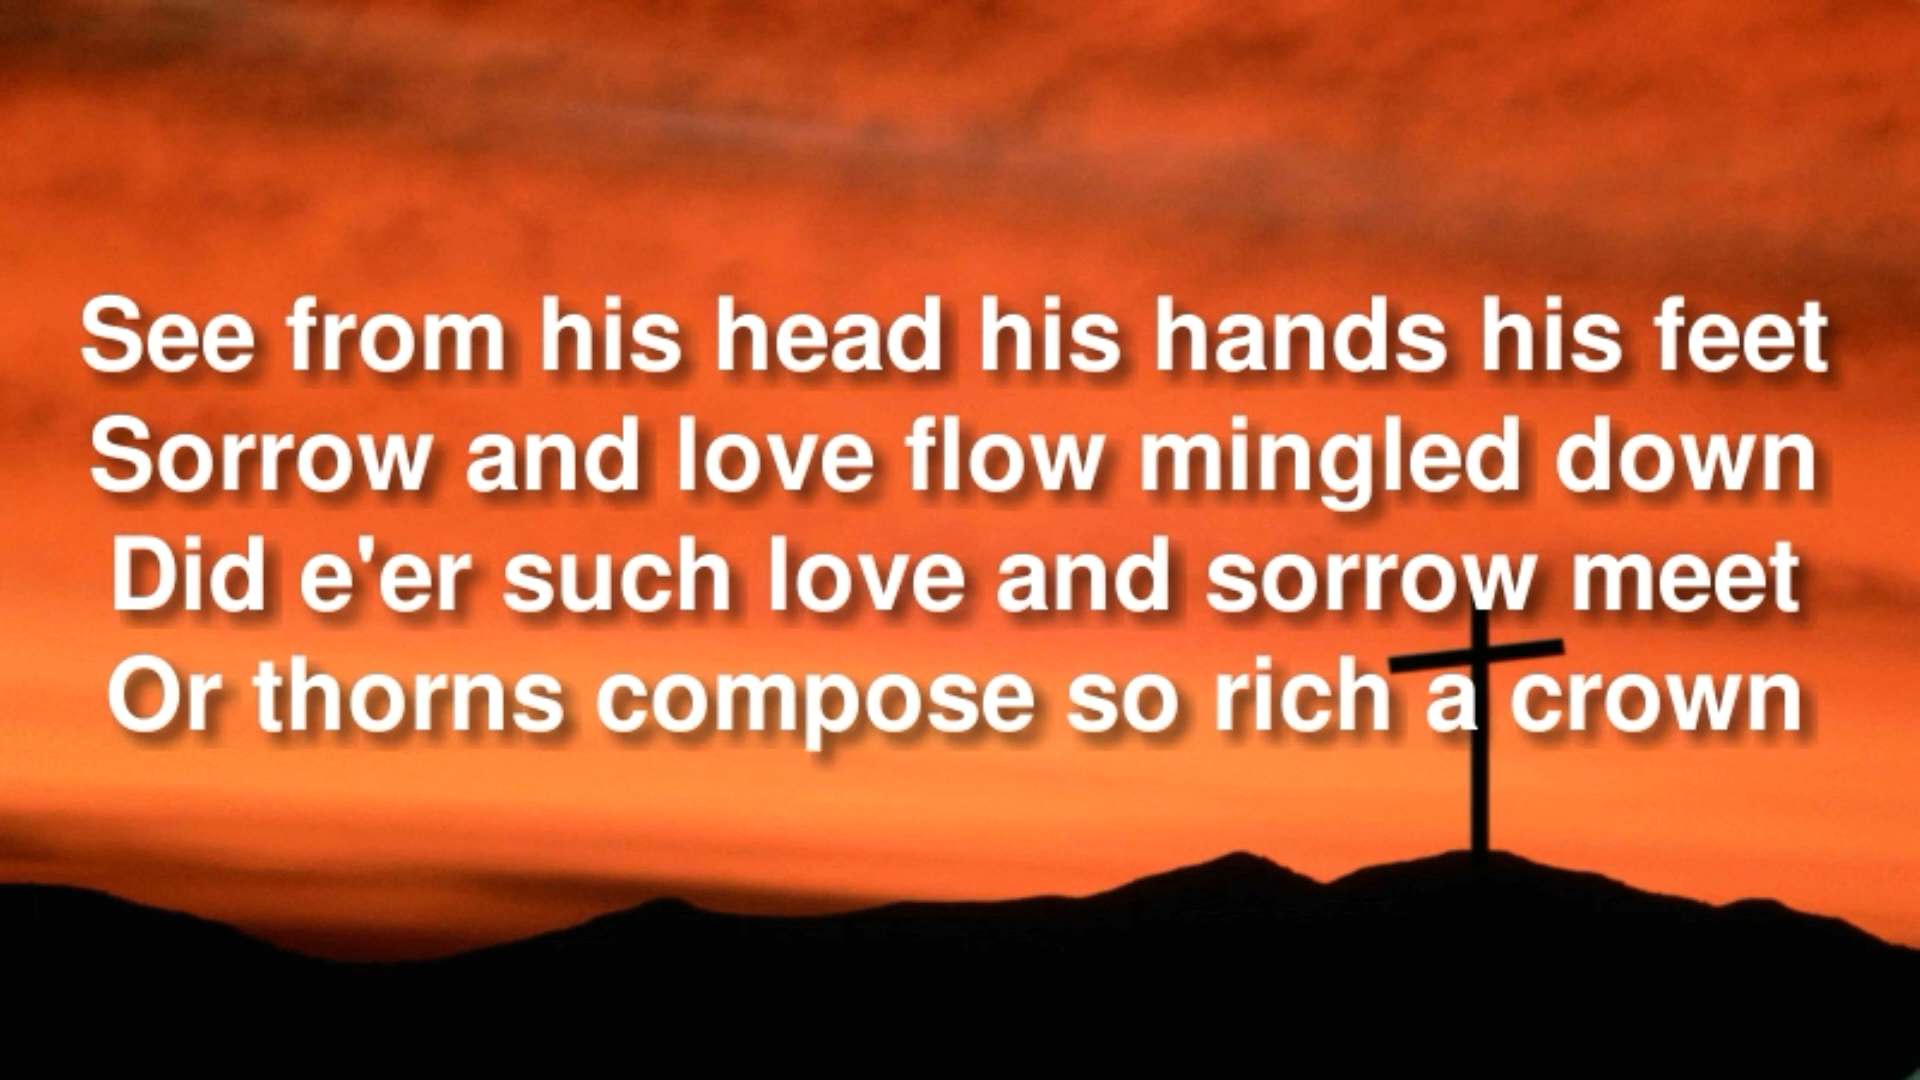 See from his head his hands his feet
Sorrow and love flow mingled down
Did e'er such love and sorrow meet
Or thorns compose so rich a crown